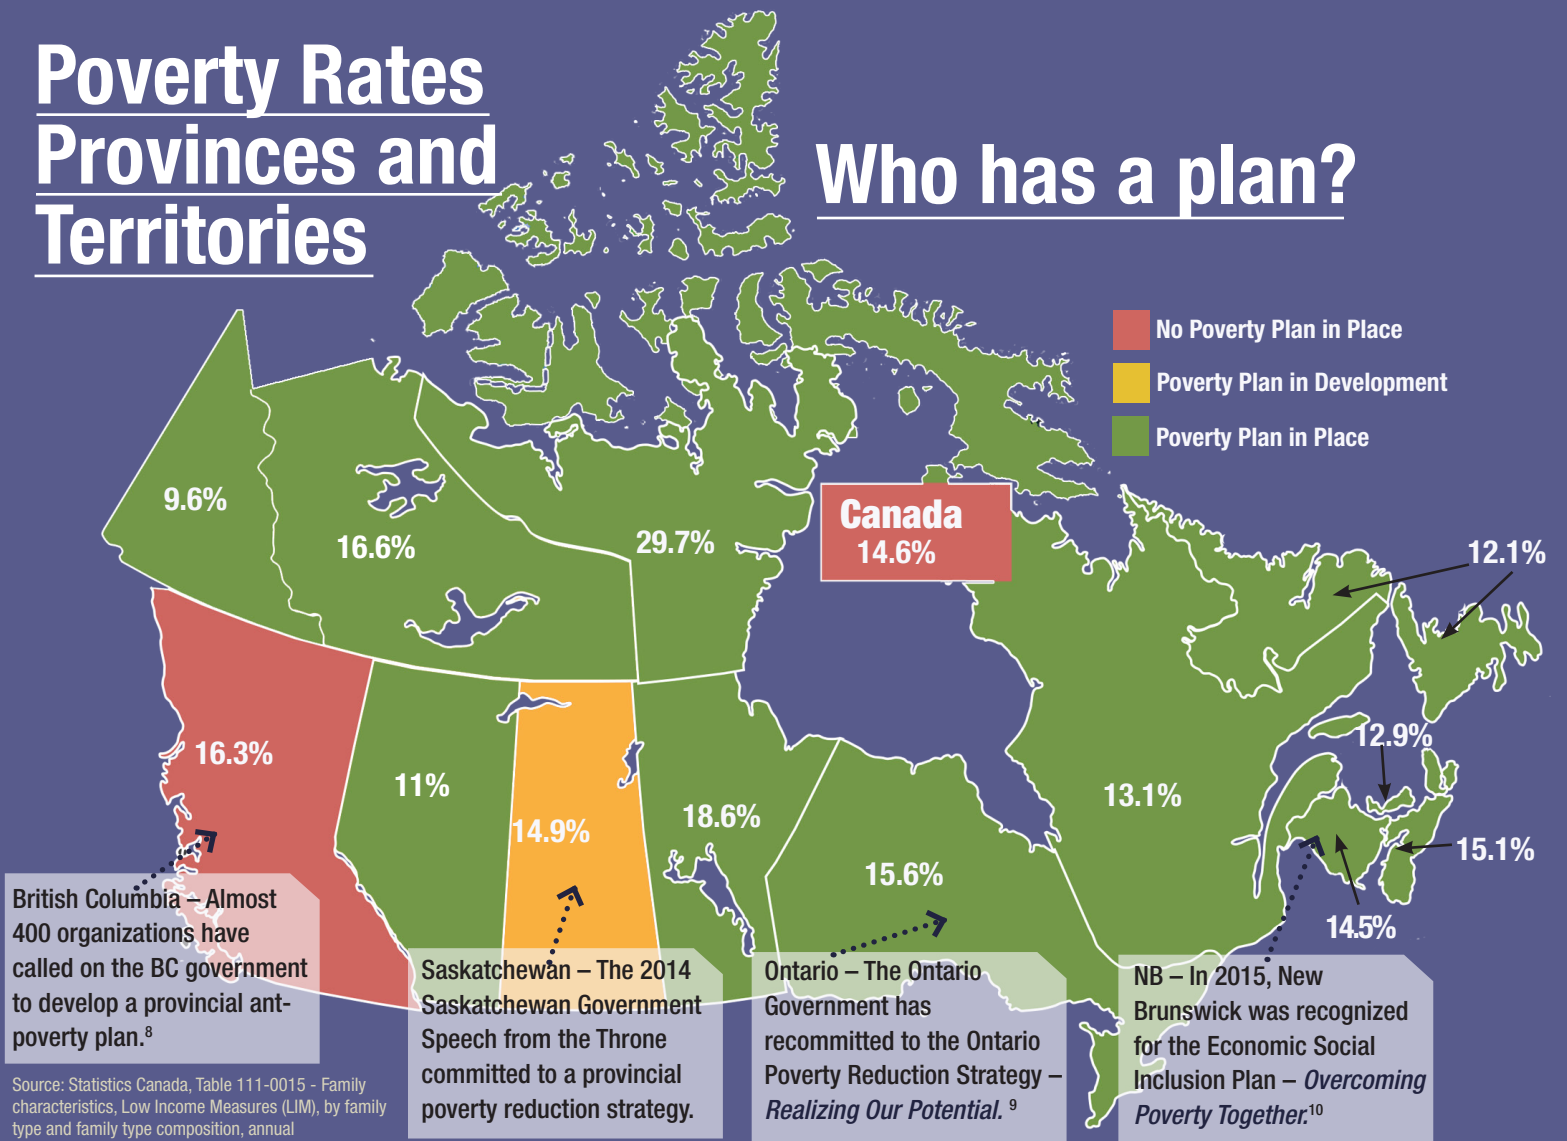 Poverty Rates
Provinces and
Territories
Who has a plan?
No Poverty Plan in Place
Poverty Plan in Development
Poverty Plan in Place
9.6%
16.6%
29.7%
Canada
14.6%
12.1%
16.3%
11%
14.9%
18.6%
15.6%
13.1%
12.9%
15.1%
14.5%
British Columbia – Almost
400 organizations have
called on the BC government
to develop a provincial ant-
poverty plan.8
Saskatchewan – The 2014
Saskatchewan Government
Speech from the Throne
committed to a provincial
poverty reduction strategy.
Ontario – The Ontario
Government has
recommitted to the Ontario
Poverty Reduction Strategy –
Realizing Our Potential. 9
NB – In 2015, New
Brunswick was recognized
for the Economic Social
Inclusion Plan – Overcoming
Poverty Together.10
Source: Statistics Canada, Table 111-0015 - Family
characteristics, Low Income Measures (LIM), by family
type and family type composition, annual